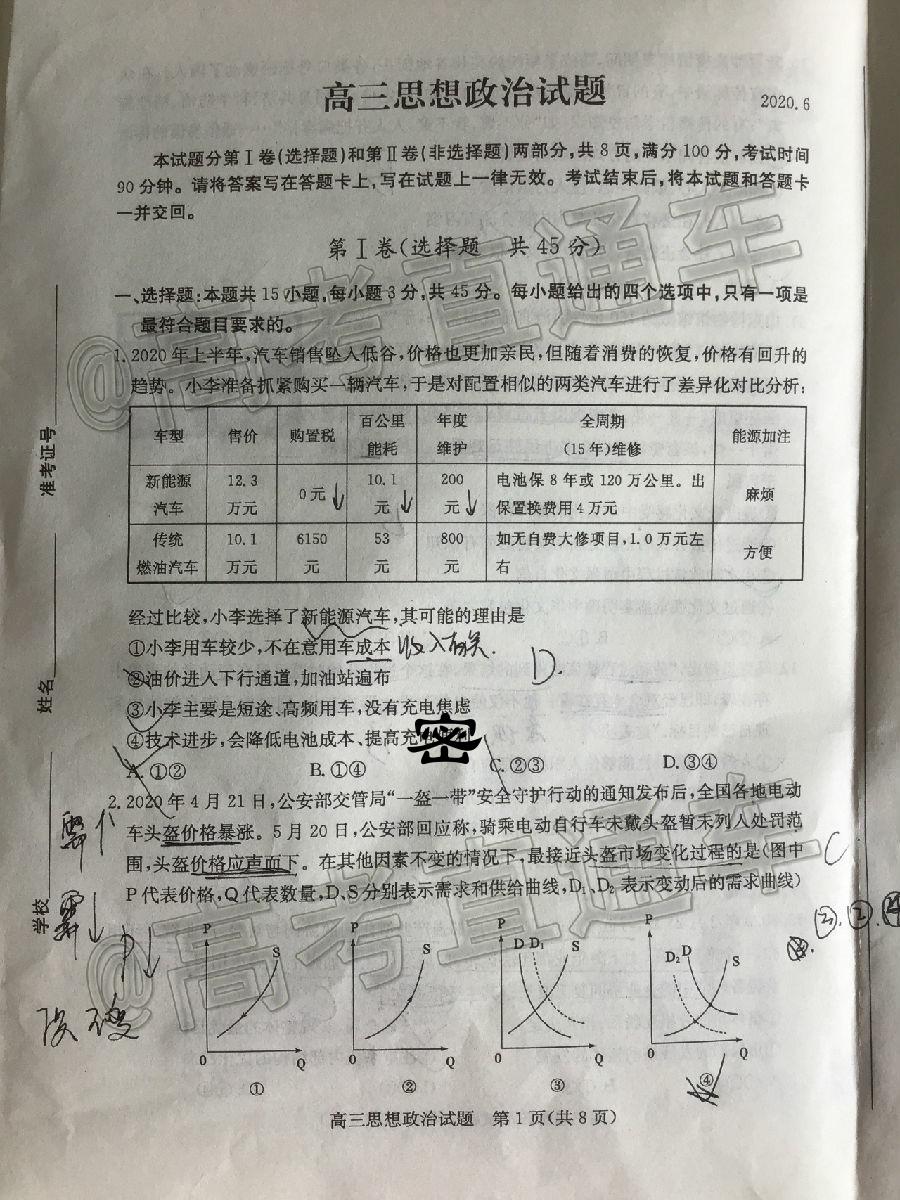 高三思想政治试题
2020.6
本试题分第Ⅰ卷(选择题)和第Ⅱ卷(非选择题)两部分,共8页,满分100分,考试时间
90分钟。请将答案写在答题卡上,写在试题上一律无效。考试结束后,将本试题和答题卡
一并交回。
第Ⅰ卷(选择题 共45分)
一、选择题:本题共15小题,每小题3分,共45分。每小题给出的四个选项中,只有一项是
最符合题目要求的。
1.2020年上半年,汽车销售坠入低谷,价格也更加亲民,但随着消费的恢复,价格有回升的
趋势。小李准备抓紧购买一辆汽车,于是对配置相似的两类汽车进行了差异化对比分析:
车型 售价 购置税 百公里能耗 年度维护 全周期(15年)维修 能源加注
新能源汽车 12.3万元 0元 10.1元 200元 电池保8年或120万公里。出保置换费用4万元 麻烦
传统燃油汽车 10.1万元 6150元 53元 800元 如无自费大修项目,1.0万元左右 方便
经过比较,小李选择了新能源汽车,其可能的理由是
①小李用车较少,不在意用车成本 收入有关.
D.
②油价进入下行通道,加油站遍布
③小李主要是短途、高频用车,没有充电焦虑
④技术进步,会降低电池成本、提高充电便利
密
A.①② B.①④ C.②③ D.③④
2.2020年4月21日,公安部交管局“一盔一带”安全守护行动的通知发布后,全国各地电动
车头盔价格暴涨。5月20日,公安部回应称,骑乘电动自行车未戴头盔暂未列入处罚范
围,头盔价格应声而下。在其他因素不变的情况下,最接近头盔市场变化过程的是(图中
C
P代表价格,Q代表数量,D、S分别表示需求和供给曲线,D₁、D₂表示变动后的需求曲线)
③.②.④
P S 0 Q ①
P S 0 Q ②
P D D₁ S 0 Q ③
P D₂ D S 0 Q ④
需↑
需↓
P↓
没变
高三思想政治试题 第1页(共8页)
准考证号
姓名
学校
@高考直通车
@高考直通车